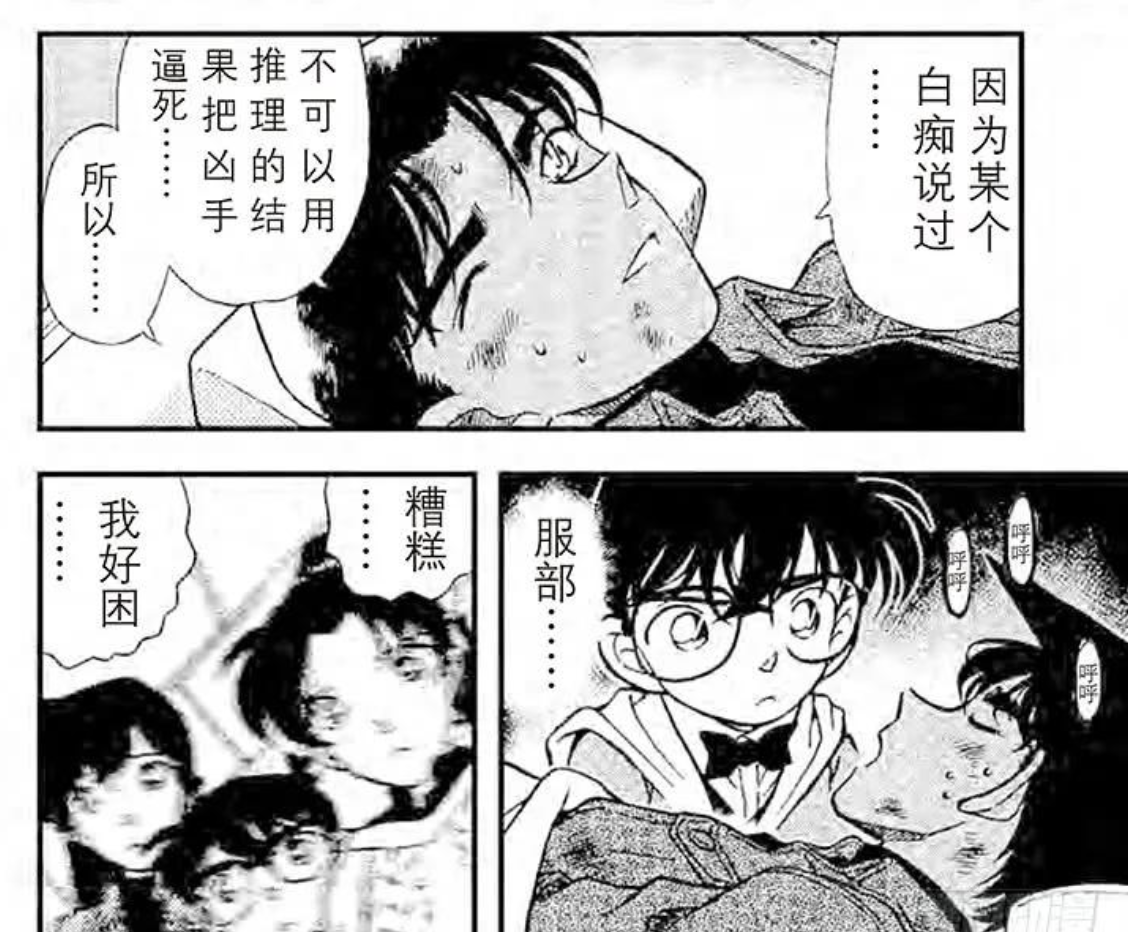 因为某个
白痴说过
……
不可以用
推理的结
果把凶手
逼死……
所以……
服部……
呼呼
呼呼
呼呼
糟糕
……
我好困
……